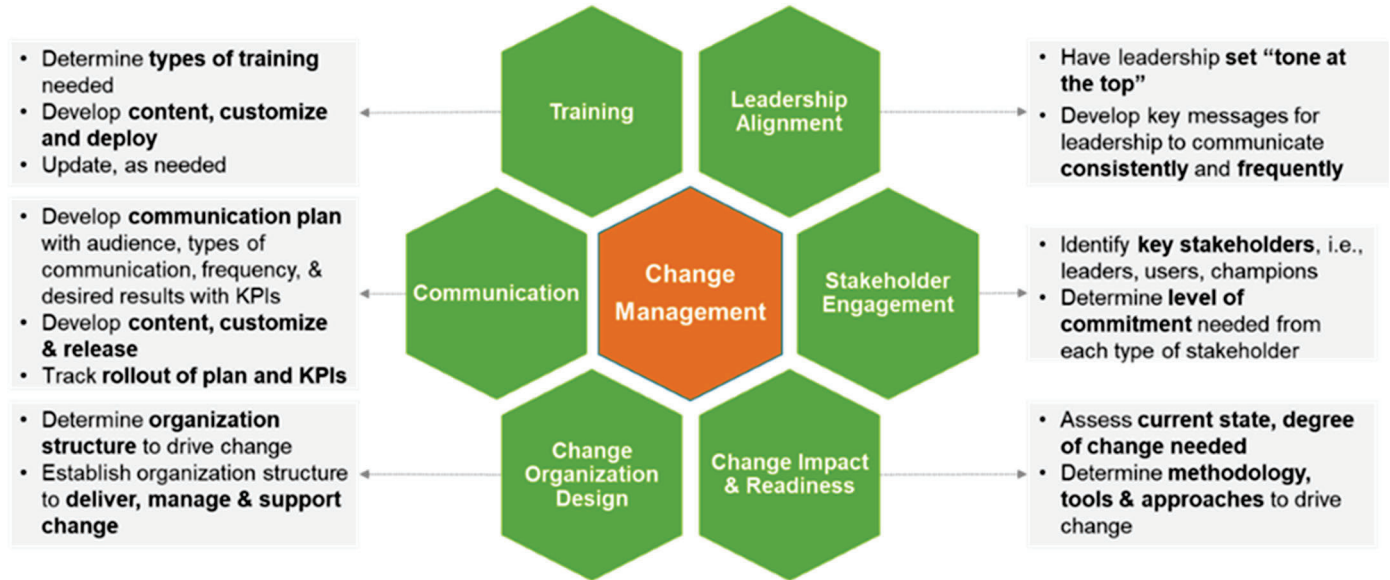 • Determine types of training
needed
• Develop content, customize
and deploy
• Update, as needed
Training
Leadership
Alignment
• Have leadership set “tone at
the top”
• Develop key messages for
leadership to communicate
consistently and frequently
• Develop communication plan
with audience, types of
communication, frequency, &
desired results with KPIs
• Develop content, customize
& release
• Track rollout of plan and KPIs
Communication
Change
Management
Stakeholder
Engagement
• Identify key stakeholders, i.e.,
leaders, users, champions
• Determine level of
commitment needed from
each type of stakeholder
• Determine organization
structure to drive change
• Establish organization structure
to deliver, manage & support
change
Change
Organization
Design
Change Impact
& Readiness
• Assess current state, degree
of change needed
• Determine methodology,
tools & approaches to drive
change